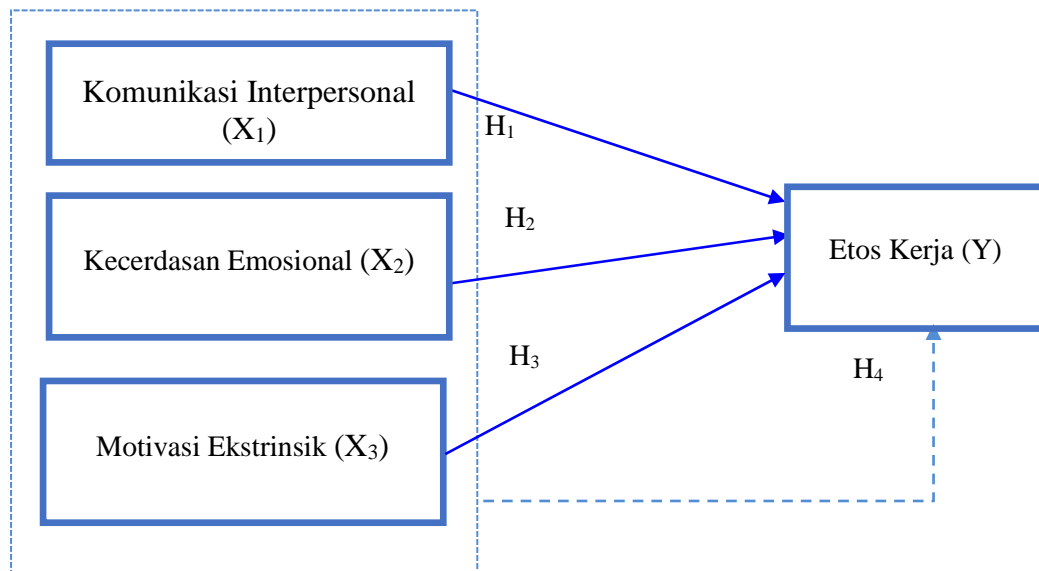 Komunikasi Interpersonal
(X₁)
H₁
Kecerdasan Emosional (X₂)
H₂
Etos Kerja (Y)
Motivasi Ekstrinsik (X₃)
H₃
H₄